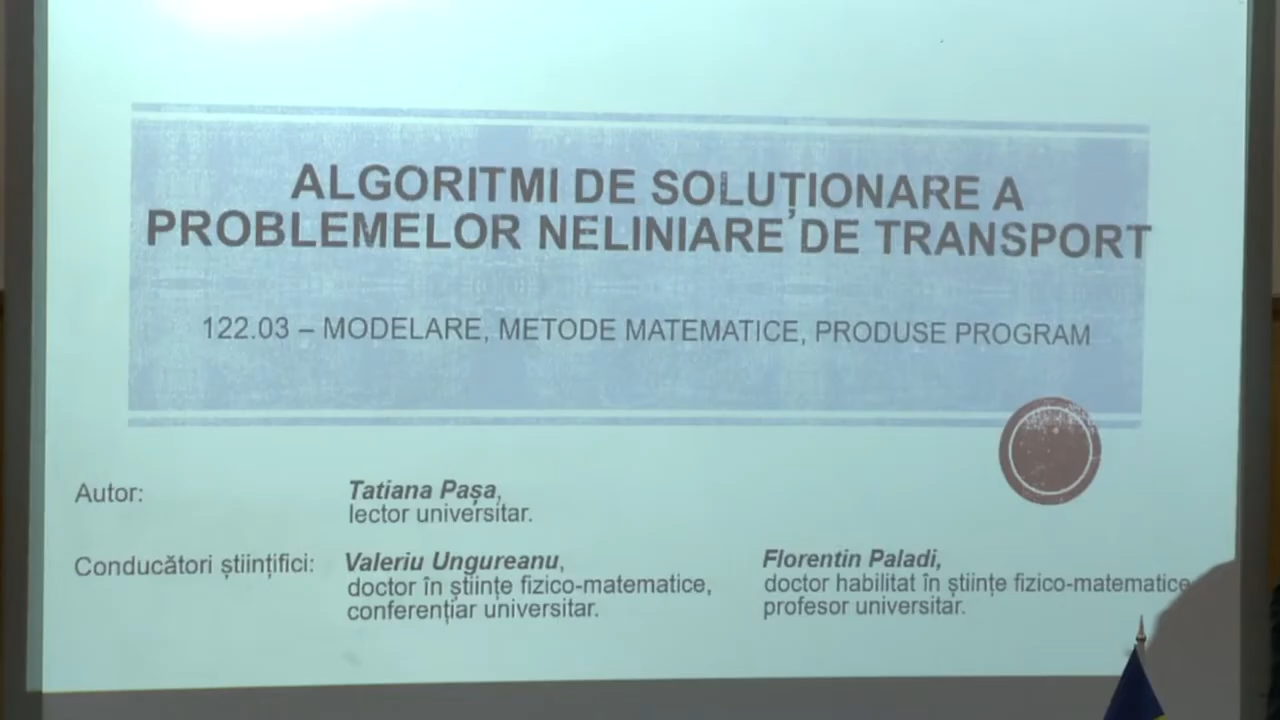 ALGORITMI DE SOLUȚIONARE A
PROBLEMELOR NELINIARE DE TRANSPORT
122.03 – MODELARE, METODE MATEMATICE, PRODUSE PROGRAM
Autor:
Tatiana Pașa,
lector universitar.
Conducători științifici:
Valeriu Ungureanu,
doctor în științe fizico-matematice,
conferențiar universitar.
Florentin Paladi,
doctor habilitat în științe fizico-matematice
profesor universitar.